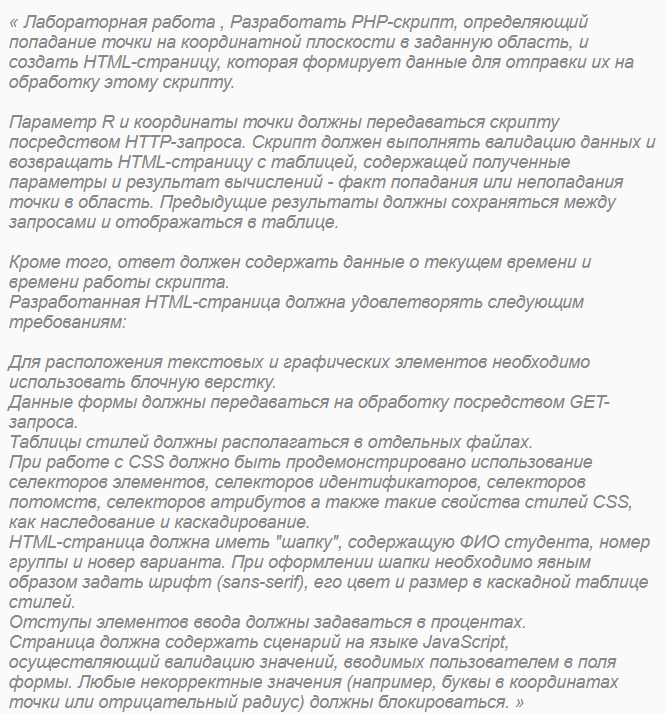 « Лабораторная работа , Разработать PHP-скрипт, определяющий
попадание точки на координатной плоскости в заданную область, и
создать HTML-страницу, которая формирует данные для отправки их на
обработку этому скрипту.
Параметр R и координаты точки должны передаваться скрипту
посредством HTTP-запроса. Скрипт должен выполнять валидацию данных и
возвращать HTML-страницу с таблицей, содержащей полученные
параметры и результат вычислений - факт попадания или непопадания
точки в область. Предыдущие результаты должны сохраняться между
запросами и отображаться в таблице.
Кроме того, ответ должен содержать данные о текущем времени и
времени работы скрипта.
Разработанная HTML-страница должна удовлетворять следующим
требованиям:
Для расположения текстовых и графических элементов необходимо
использовать блочную верстку.
Данные формы должны передаваться на обработку посредством GET-
запроса.
Таблицы стилей должны располагаться в отдельных файлах.
При работе с CSS должно быть продемонстрировано использование
селекторов элементов, селекторов идентификаторов, селекторов
потомств, селекторов атрибутов а также такие свойства стилей CSS,
как наследование и каскадирование.
HTML-страница должна иметь "шапку", содержащую ФИО студента, номер
группы и новер варианта. При оформлении шапки необходимо явным
образом задать шрифт (sans-serif), его цвет и размер в каскадной таблице
стилей.
Отступы элементов ввода должны задаваться в процентах.
Страница должна содержать сценарий на языке JavaScript,
осуществляющий валидацию значений, вводимых пользователем в поля
формы. Любые некорректные значения (например, буквы в координатах
точки или отрицательный радиус) должны блокироваться. »